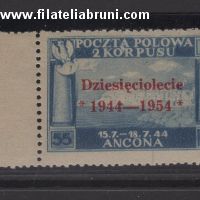 www.filateliabruni.com
POCZTA POLOWA
2 KORPUSU
Dziesięciolecie
* 1944-1954 *
55
15.7.- 18.7.44
ANCONA